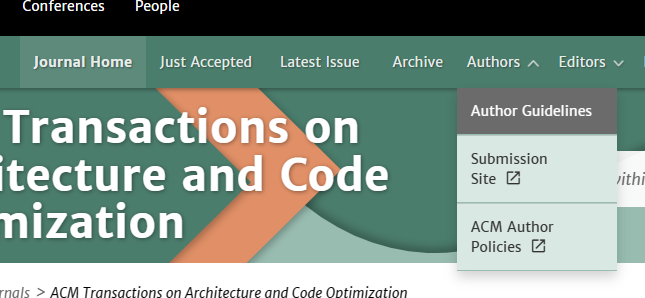 Conferences People
Journal Home Just Accepted Latest Issue Archive Authors Editors
Transactions on
itecture and Code
mization
Author Guidelines
Submission
Site
ACM Author
Policies
ithi
rnals > ACM Transactions on Architecture and Code Optimization